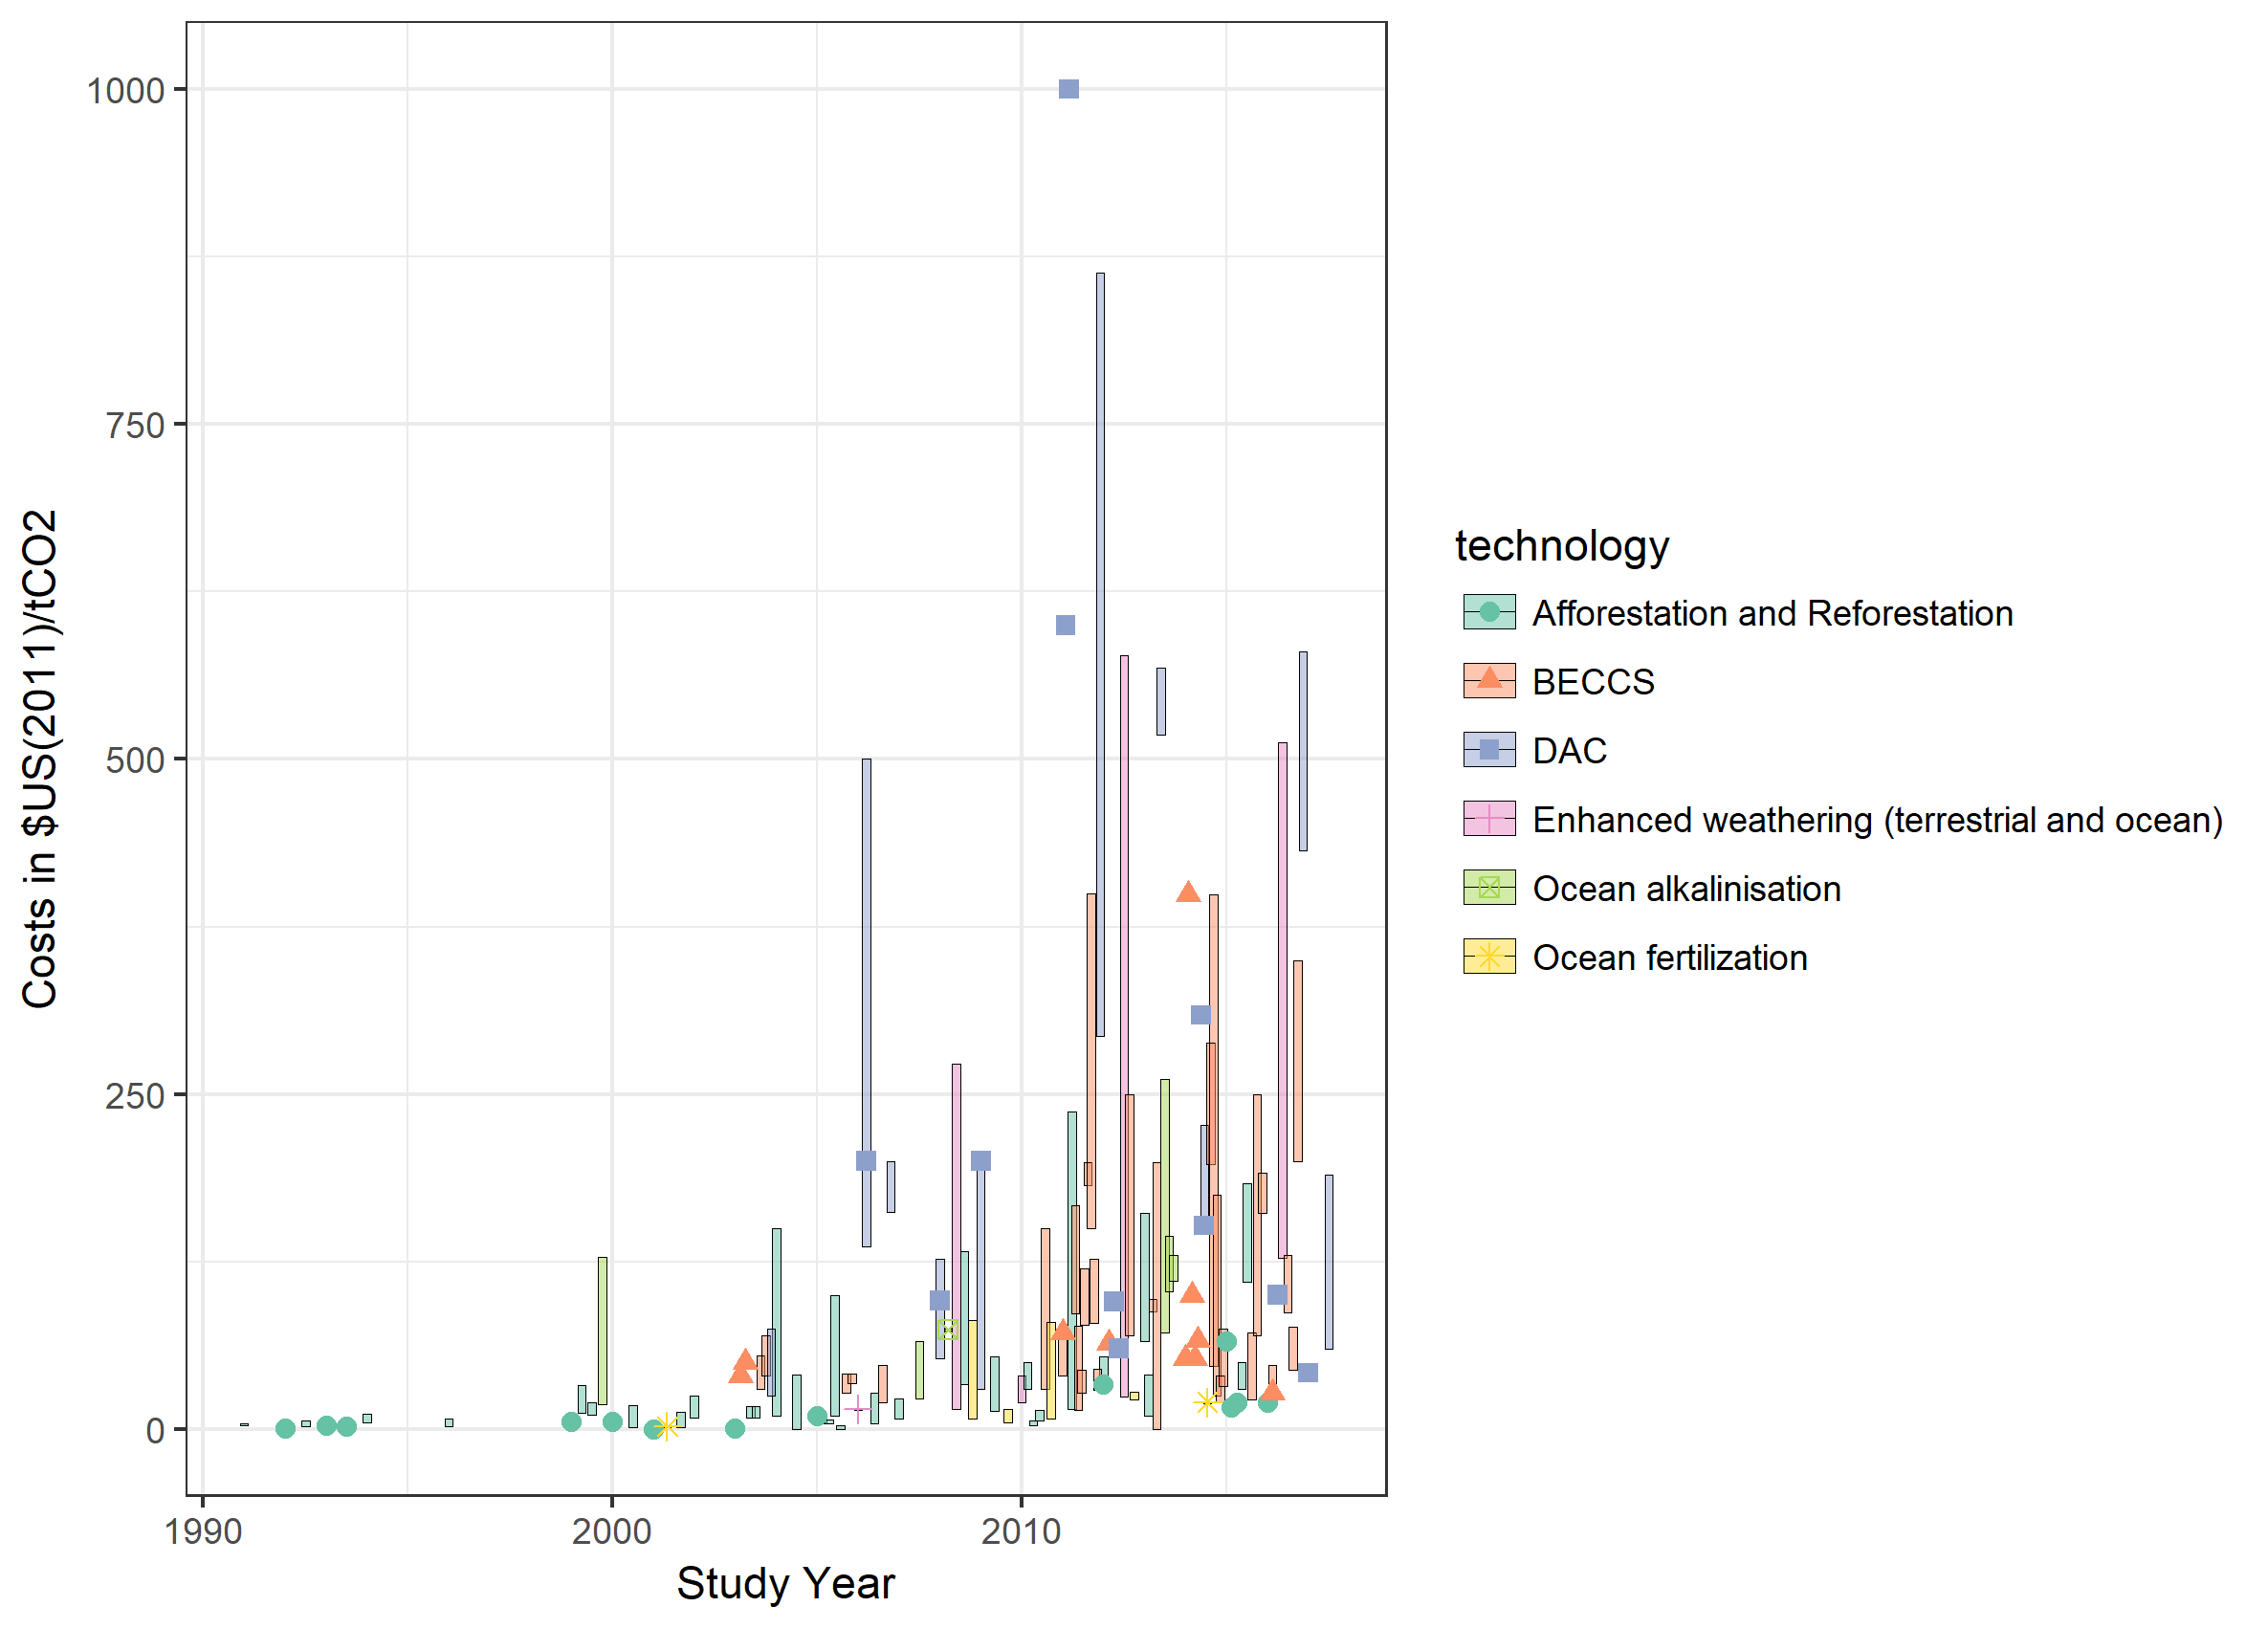 1000
750
500
250
0
Costs in $US(2011)/tCO2
1990
2000
2010
Study Year
technology
Afforestation and Reforestation
BECCS
DAC
Enhanced weathering (terrestrial and ocean)
Ocean alkalinisation
Ocean fertilization